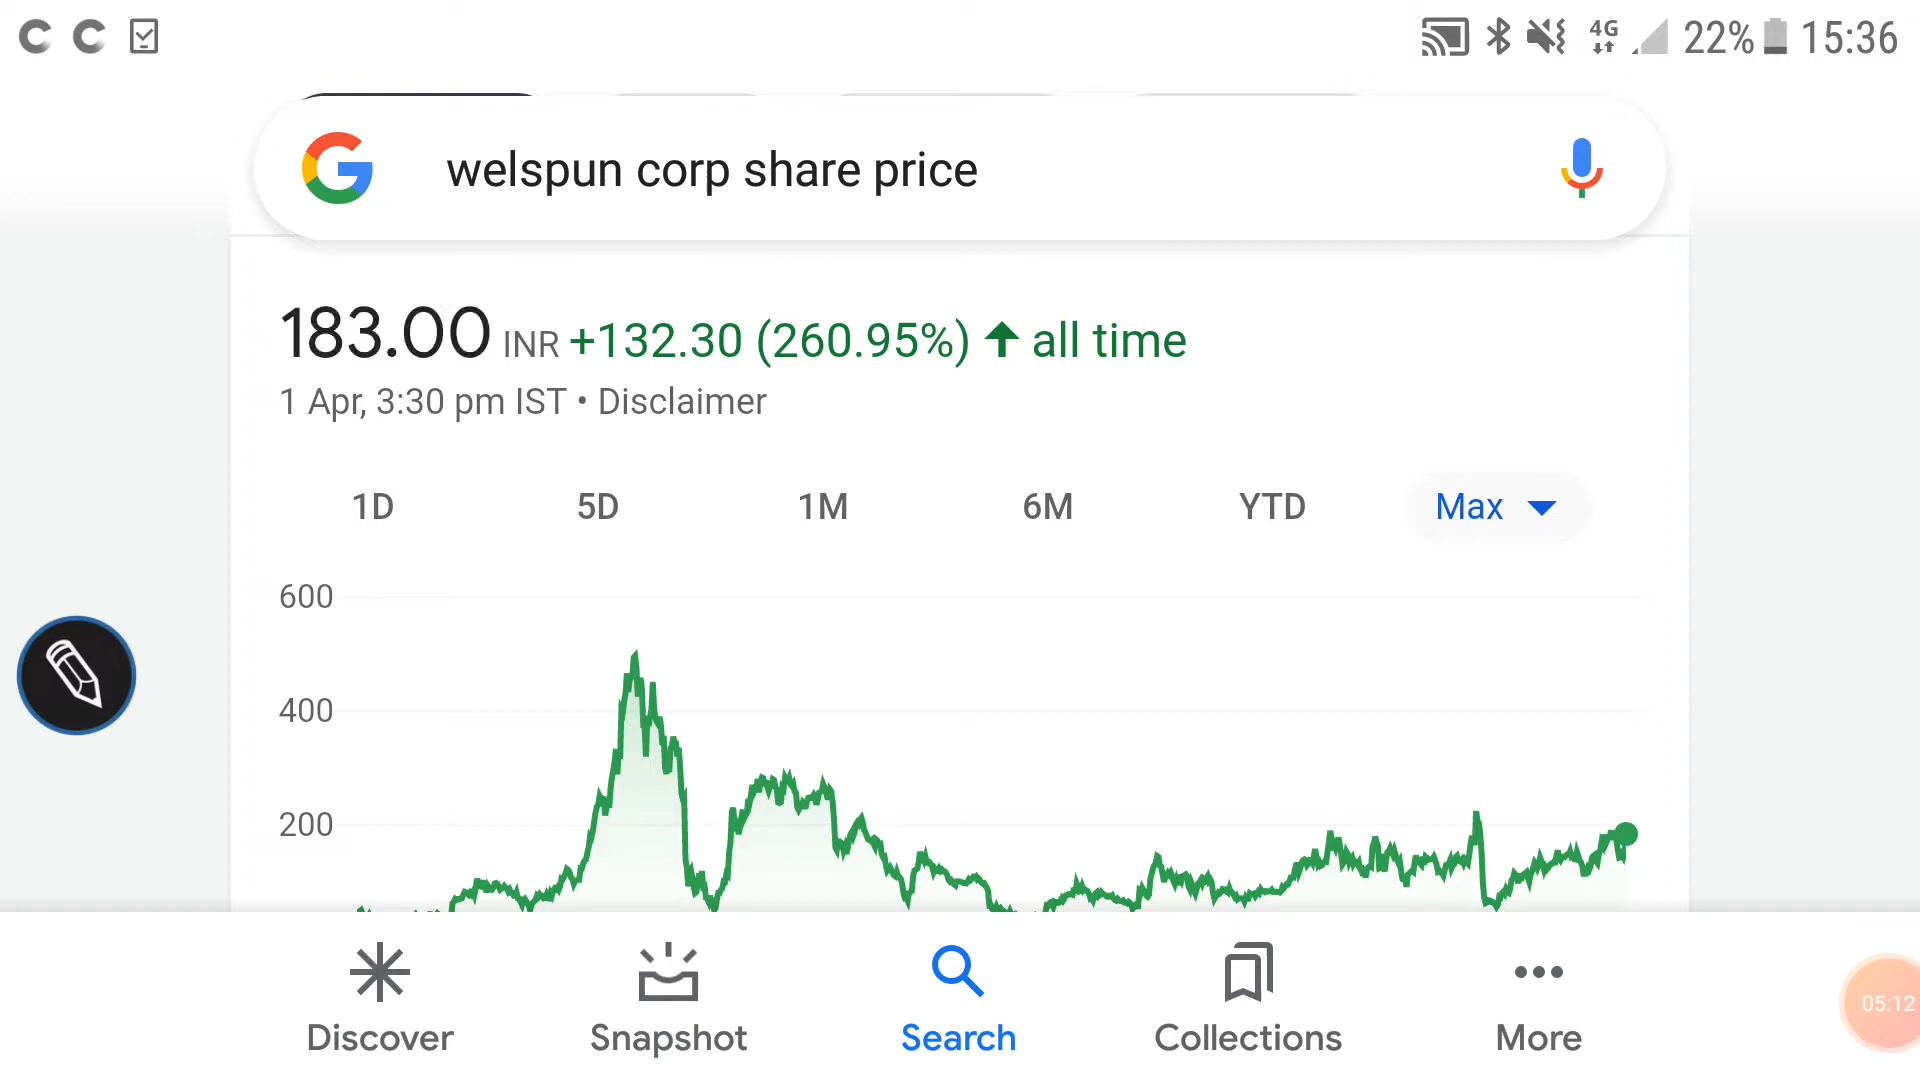 4G 22% 15:36
welspun corp share price
183.00 INR +132.30 (260.95%) ↑ all time
1 Apr, 3:30 pm IST • Disclaimer
1D 5D 1M 6M YTD Max
600
400
200
Discover Snapshot Search Collections More
05:12